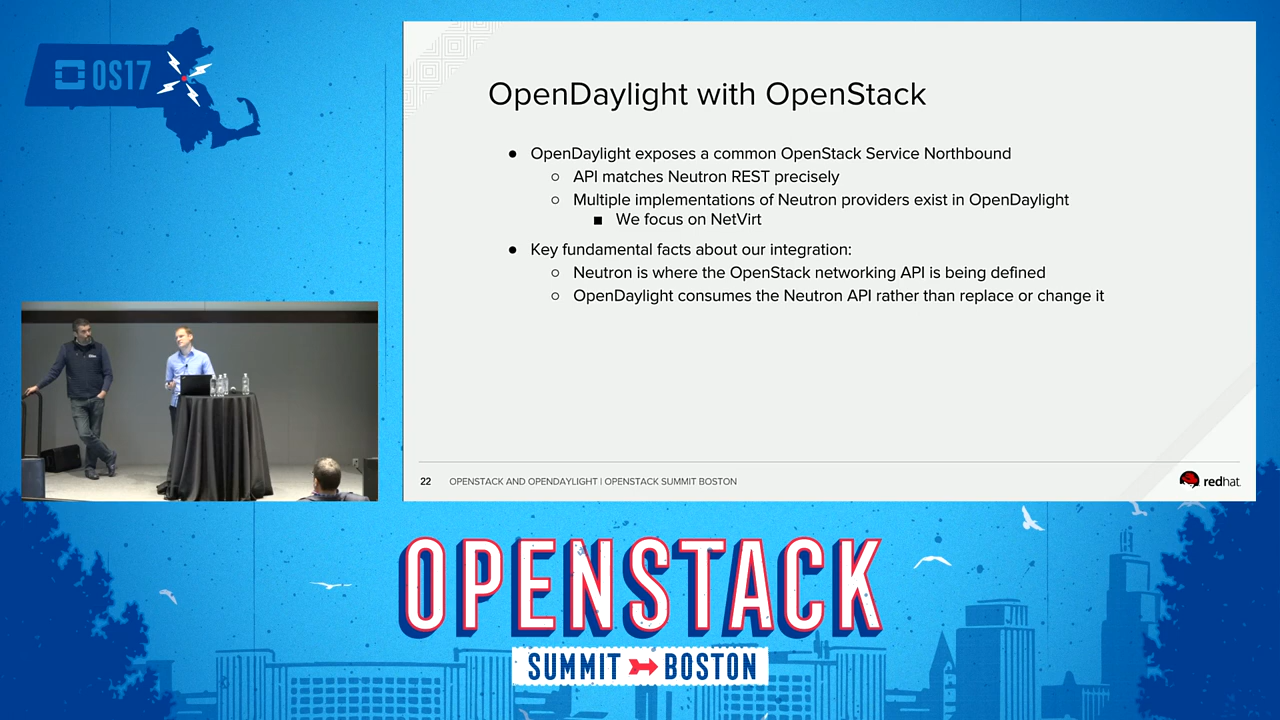 OS17
OpenDaylight with OpenStack
● OpenDaylight exposes a common OpenStack Service Northbound
○ API matches Neutron REST precisely
○ Multiple implementations of Neutron providers exist in OpenDaylight
■ We focus on NetVirt
● Key fundamental facts about our integration:
○ Neutron is where the OpenStack networking API is being defined
○ OpenDaylight consumes the Neutron API rather than replace or change it
22 OPENSTACK AND OPENDAYLIGHT | OPENSTACK SUMMIT BOSTON
redhat.
OPENSTACK
SUMMIT BOSTON